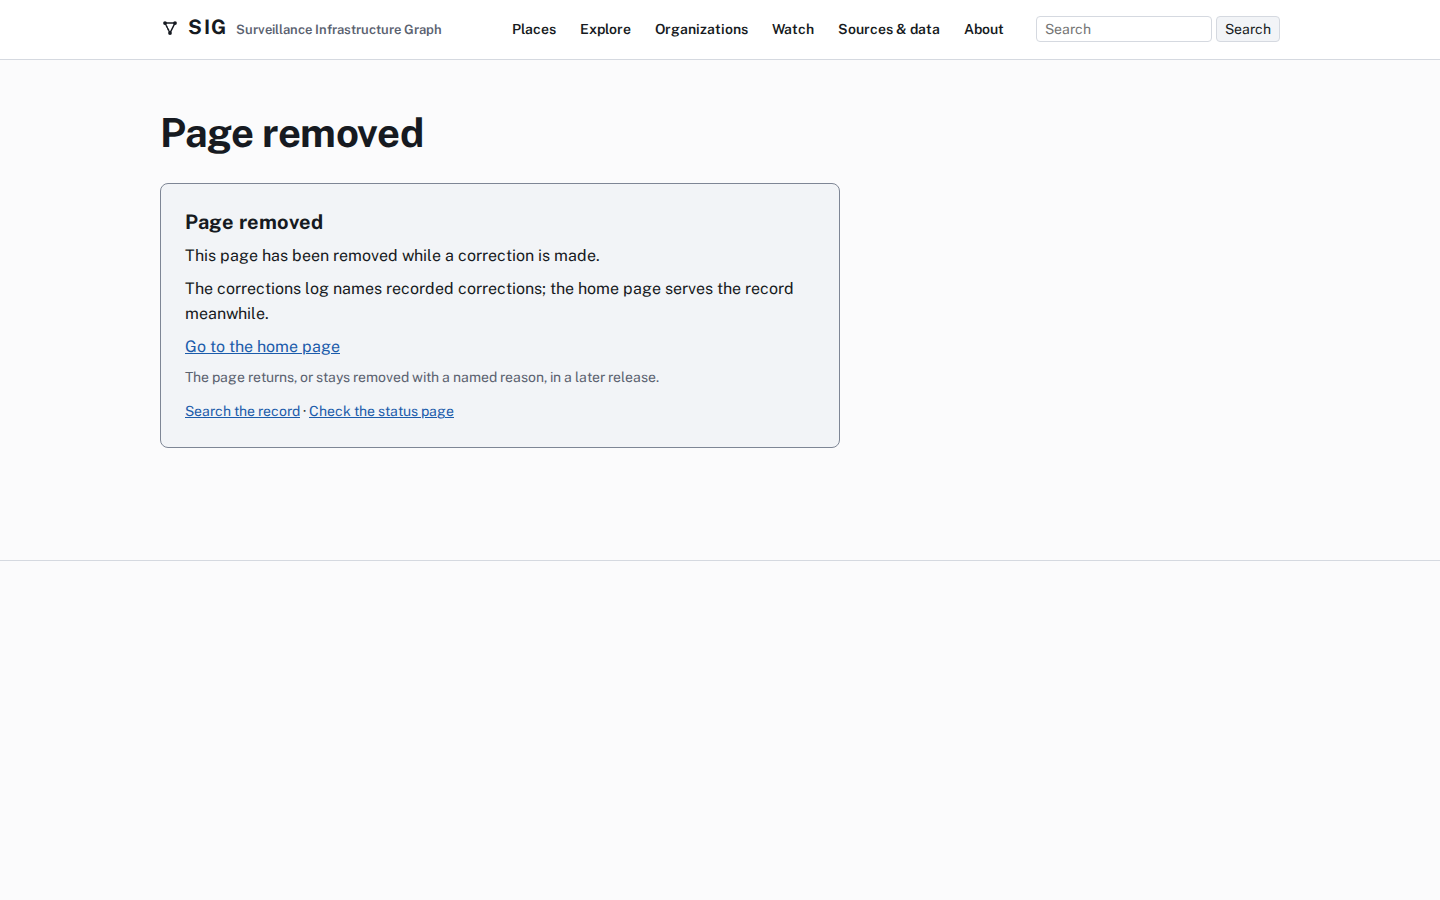 SIG Surveillance Infrastructure Graph Places Explore Organizations Watch Sources & data About Search Search
Page removed
Page removed
This page has been removed while a correction is made.
The corrections log names recorded corrections; the home page serves the record
meanwhile.
Go to the home page
The page returns, or stays removed with a named reason, in a later release.
Search the record · Check the status page